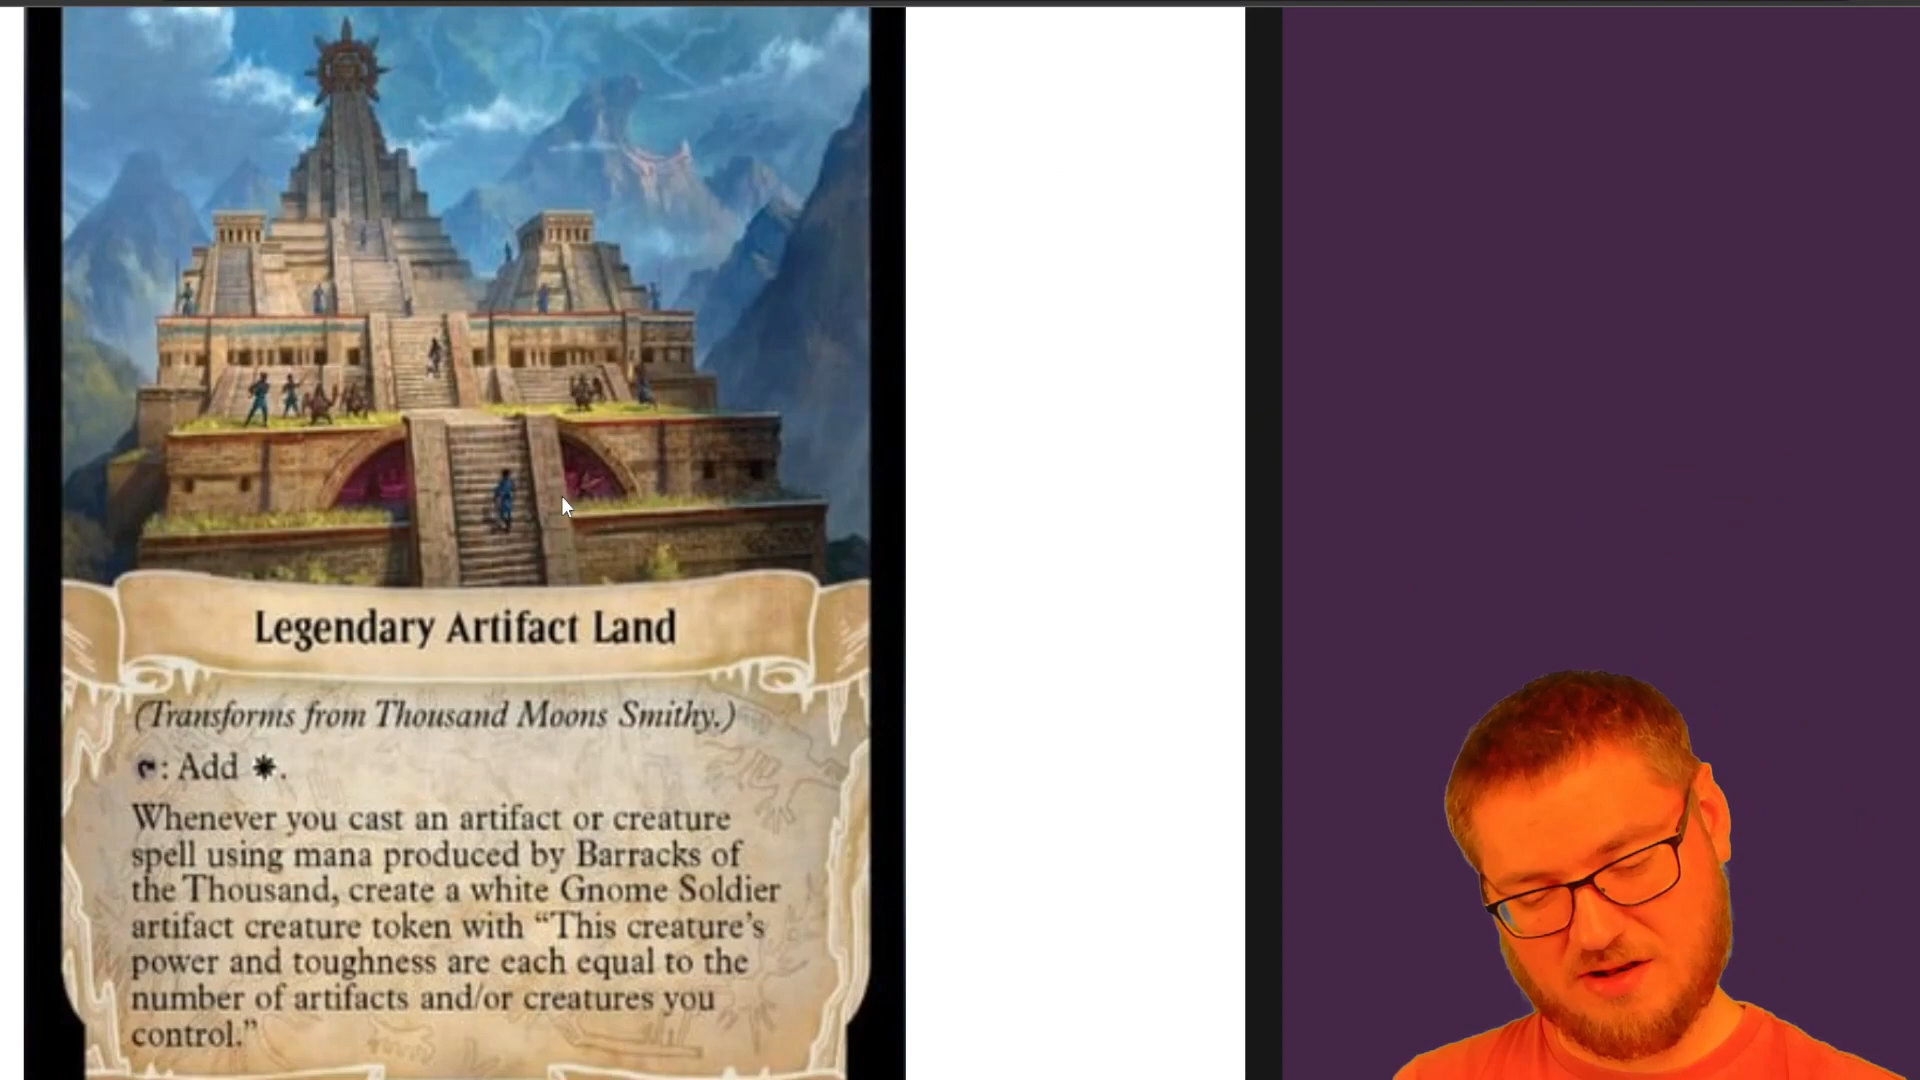 Legendary Artifact Land
(Transforms from Thousand Moons Smithy.)
: Add .
Whenever you cast an artifact or creature
spell using mana produced by Barracks of
the Thousand, create a white Gnome Soldier
artifact creature token with “This creature’s
power and toughness are each equal to the
number of artifacts and/or creatures you
control.”